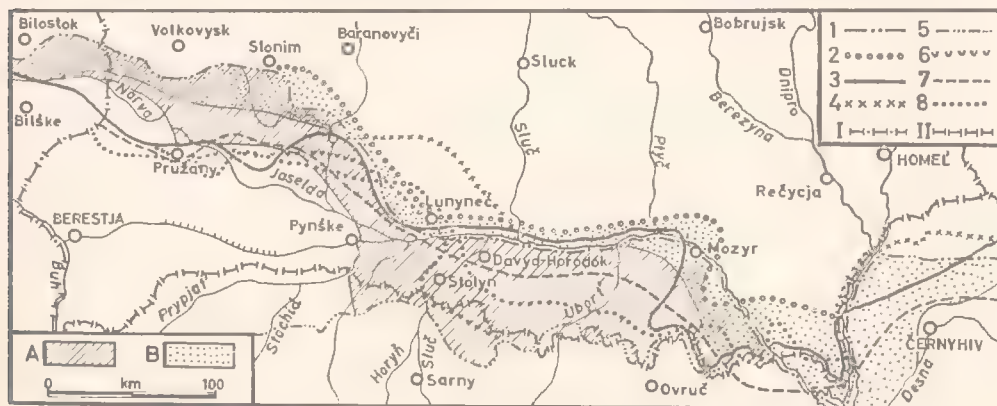 Bilostok
Volkovysk
Slonim
Baranovyči
Sluck
Bobrujsk
Dnipro
Berezyna
1
5
2
6
3
7
4
8
I
II
Narva
Bilśke
Pružany
Jaselda
Sluč
Ptyč
Rečycja
HOMEĽ
BERESTJA
Lunyneć
Pynśke
Davyd-Horodok
Mozyr
Stolyn
Buh
Prypjat
Stochid
Horyń
Sluč
Ubort
Sarny
Ovruč
ČERNYHIV
Desna
A
B
0
km
100